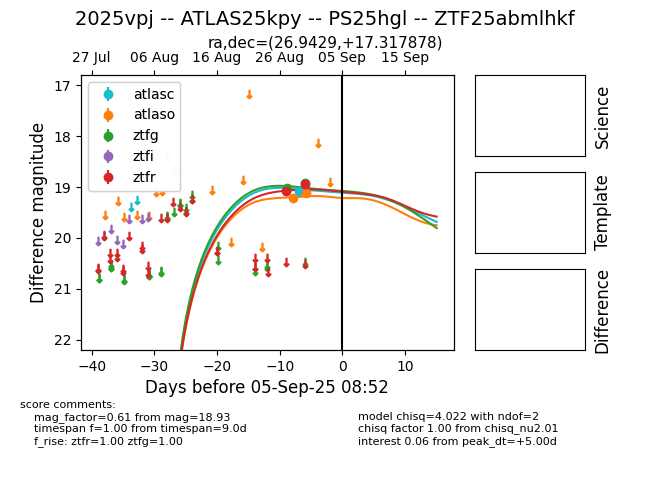 2025vpj -- ATLAS25kpy -- PS25hgl -- ZTF25abmlhkf
ra,dec=(26.9429,+17.317878)
27 Jul 06 Aug 16 Aug 26 Aug 05 Sep 15 Sep
17
18
19
20
21
22
Difference magnitude
atlasc
atlaso
ztfg
ztfi
ztfr
−40 −30 −20 −10 0 10
Days before 05-Sep-25 08:52
Science
Template
Difference
score comments:
mag_factor=0.61 from mag=18.93
timespan f=1.00 from timespan=9.0d
f_rise: ztfr=1.00 ztfg=1.00
model chisq=4.022 with ndof=2
chisq factor 1.00 from chisq_nu2.01
interest 0.06 from peak_dt=+5.00d